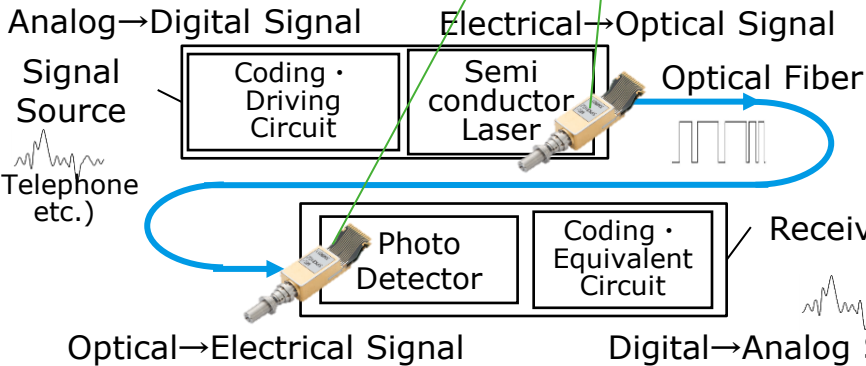 Analog→Digital Signal
Electrical→Optical Signal
Signal
Source
Coding・
Driving
Circuit
Semi
conductor
Laser
Optical Fiber
Telephone
etc.)
Photo
Detector
Coding・
Equivalent
Circuit
Receiv
Optical→Electrical Signal
Digital→Analog S